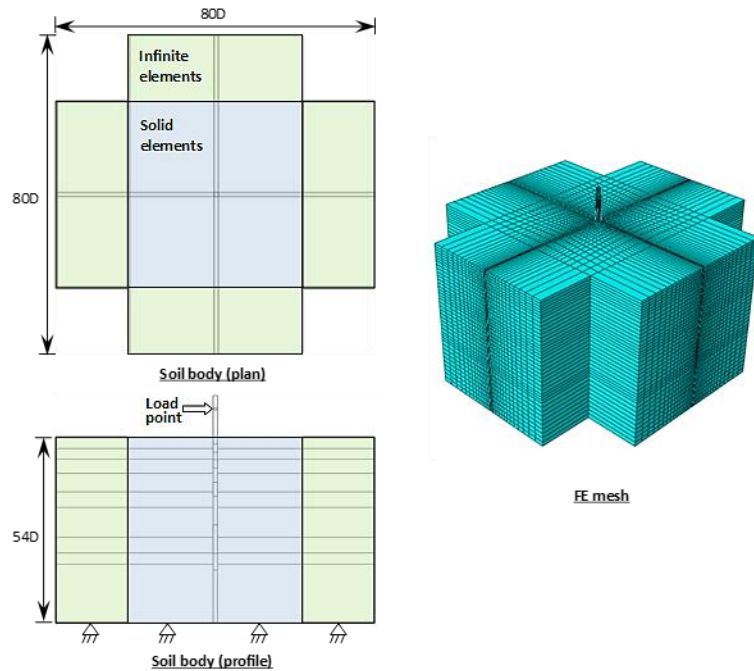 80D
Infinite
elements
Solid
elements
80D
Soil body (plan)
Load
point
54D
Soil body (profile)
FE mesh